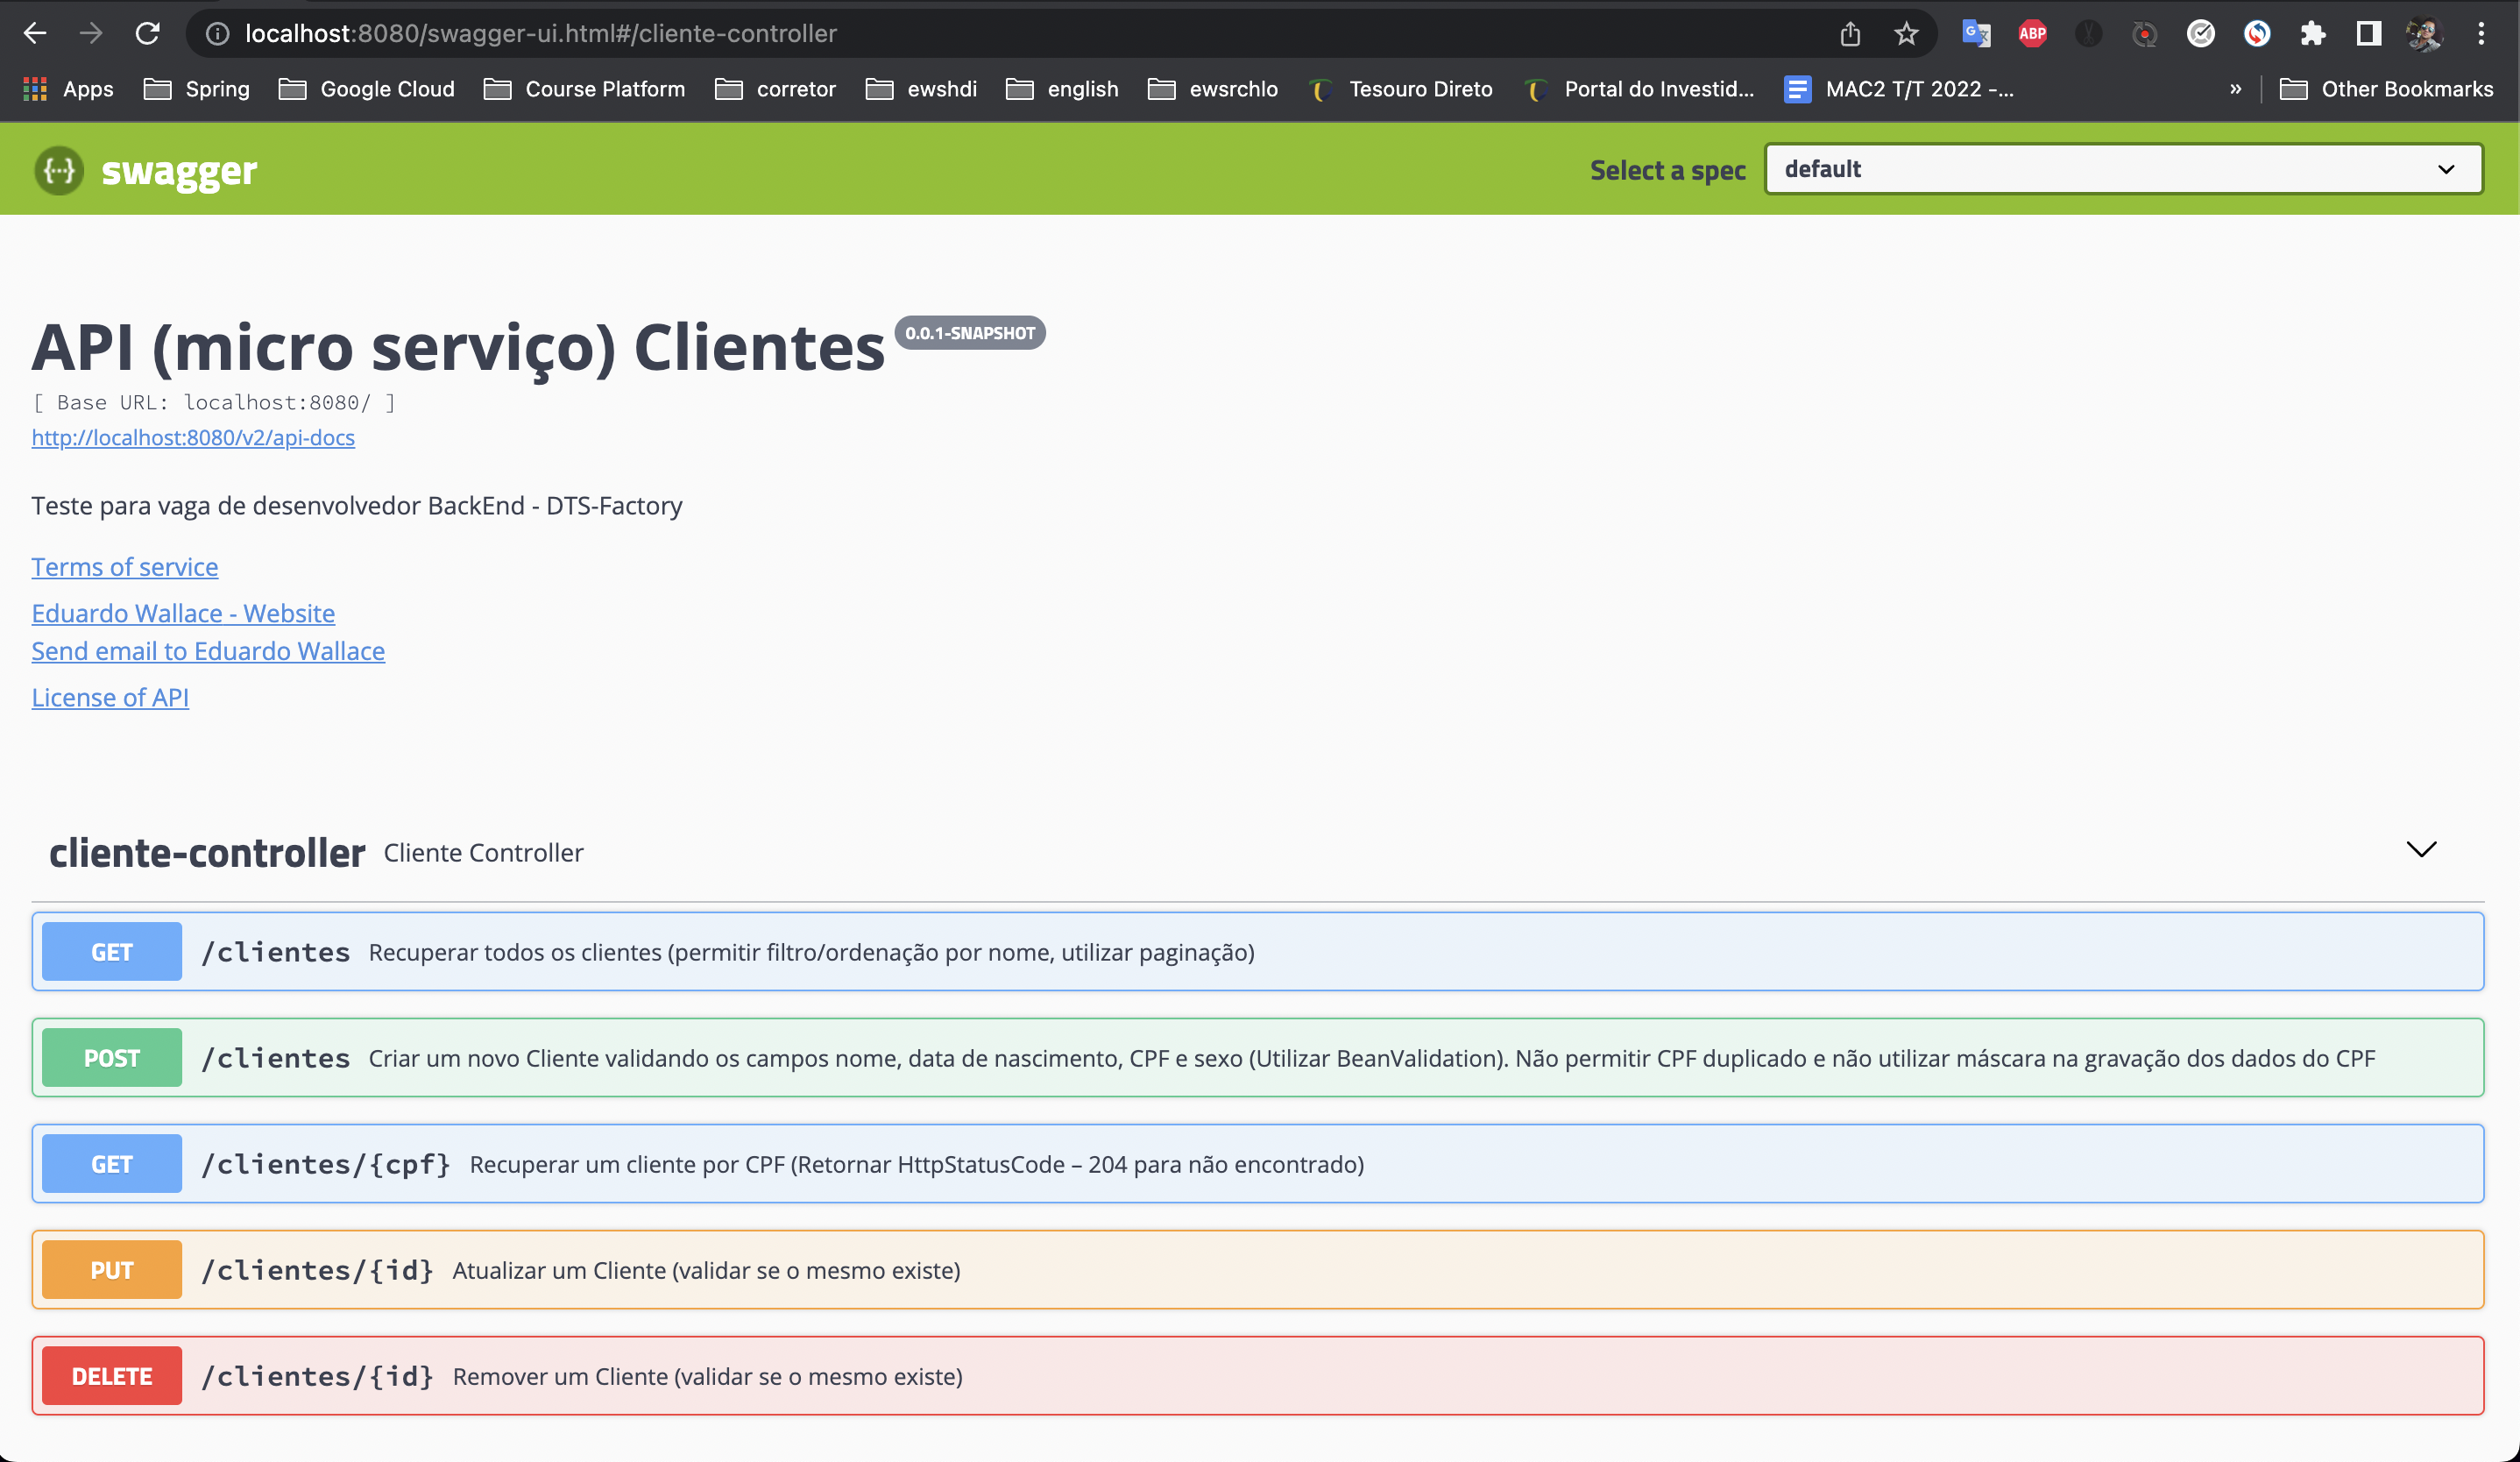 localhost:8080/swagger-ui.html#/cliente-controller
ABP
Apps Spring Google Cloud Course Platform corretor ewshdi english ewsrchlo Tesouro Direto Portal do Investid... MAC2 T/T 2022 -... » Other Bookmarks
{...} swagger Select a spec default
API (micro serviço) Clientes 0.0.1-SNAPSHOT
[ Base URL: localhost:8080/ ]
http://localhost:8080/v2/api-docs
Teste para vaga de desenvolvedor BackEnd - DTS-Factory
Terms of service
Eduardo Wallace - Website
Send email to Eduardo Wallace
License of API
cliente-controller Cliente Controller
GET /clientes Recuperar todos os clientes (permitir filtro/ordenação por nome, utilizar paginação)
POST /clientes Criar um novo Cliente validando os campos nome, data de nascimento, CPF e sexo (Utilizar BeanValidation). Não permitir CPF duplicado e não utilizar máscara na gravação dos dados do CPF
GET /clientes/{cpf} Recuperar um cliente por CPF (Retornar HttpStatusCode – 204 para não encontrado)
PUT /clientes/{id} Atualizar um Cliente (validar se o mesmo existe)
DELETE /clientes/{id} Remover um Cliente (validar se o mesmo existe)